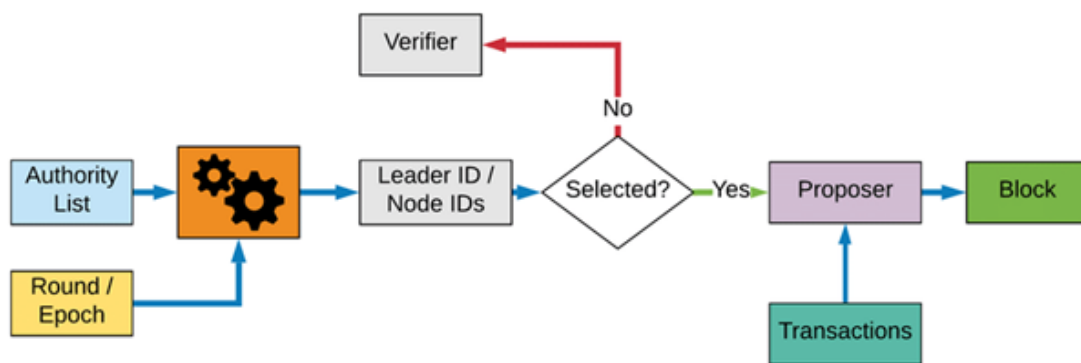 Verifier
No
Authority
List
Leader ID /
Node IDs
Selected?
Yes
Proposer
Block
Round /
Epoch
Transactions